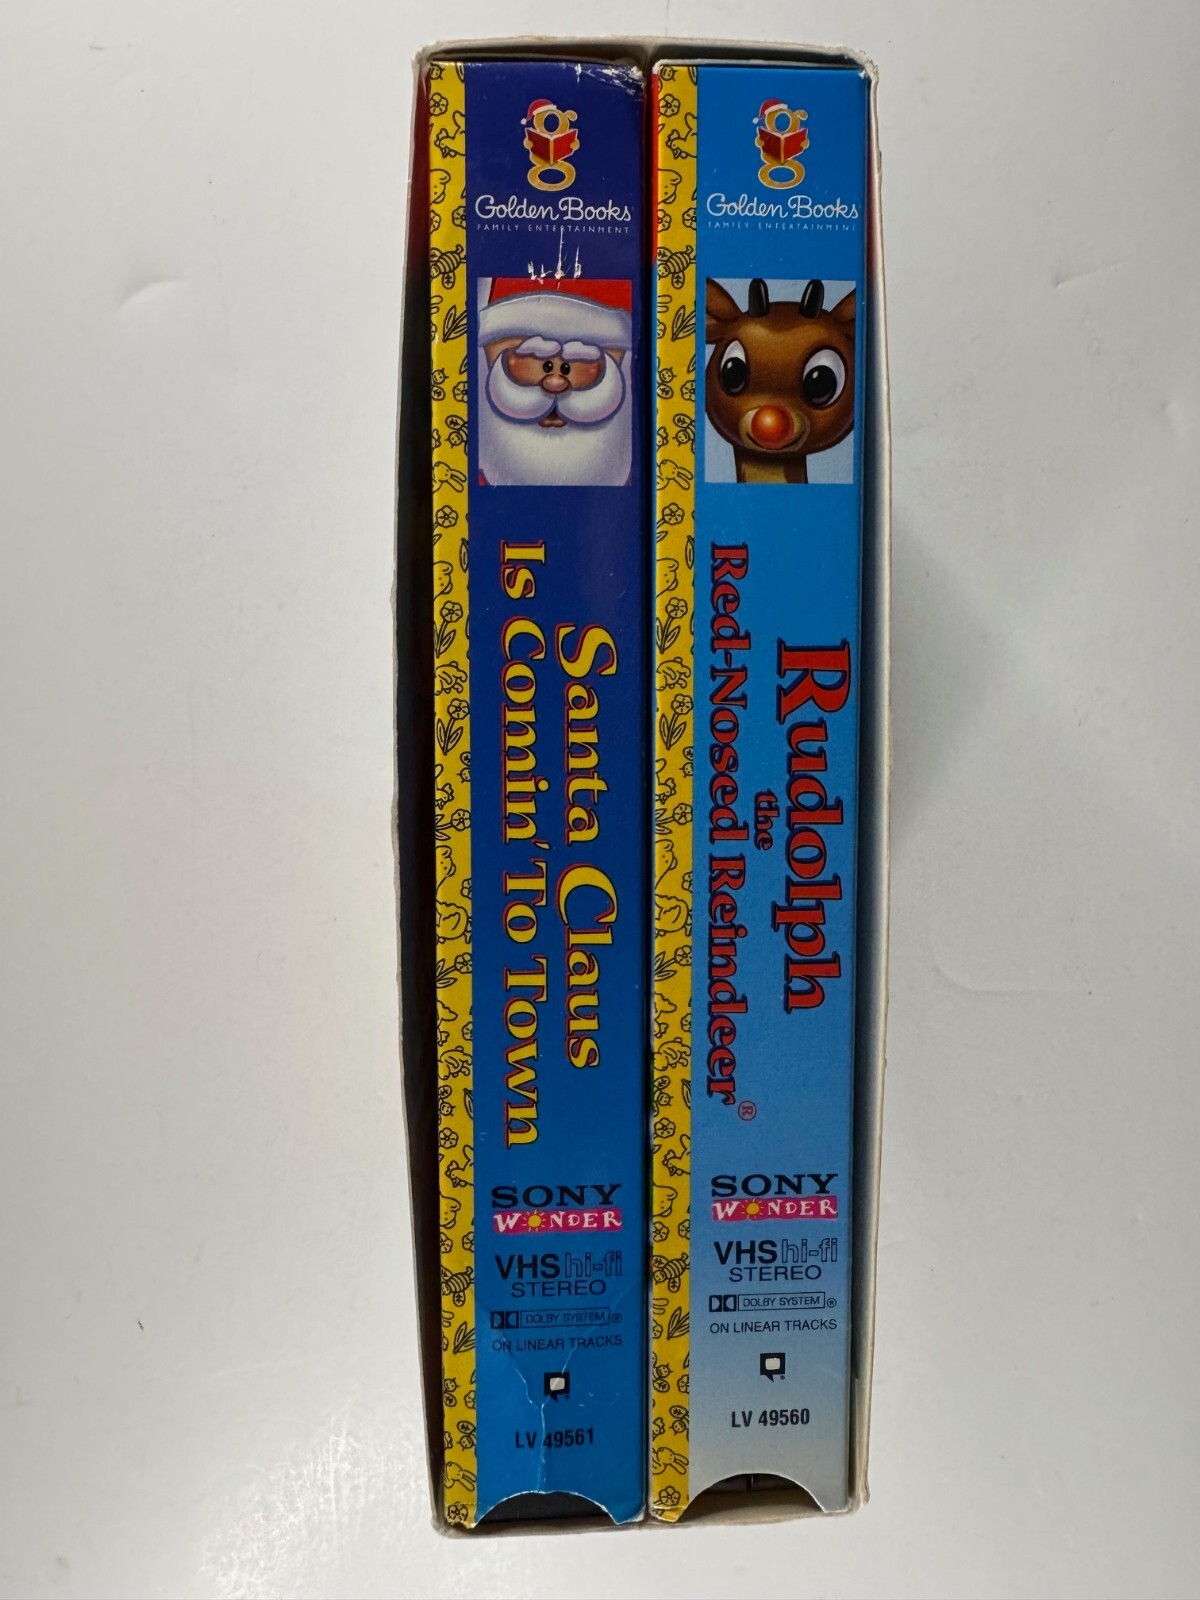 Golden Books
FAMILY ENTERTAINMENT
Santa Claus
Is Comin' To Town
SONY
WONDER
VHS hi-fi
STEREO
DOLBY SYSTEM ®
ON LINEAR TRACKS
LV 49561
Golden Books
FAMILY ENTERTAINMENT
Rudolph
the
Red-Nosed Reindeer®
SONY
WONDER
VHS hi-fi
STEREO
DOLBY SYSTEM ®
ON LINEAR TRACKS
LV 49560